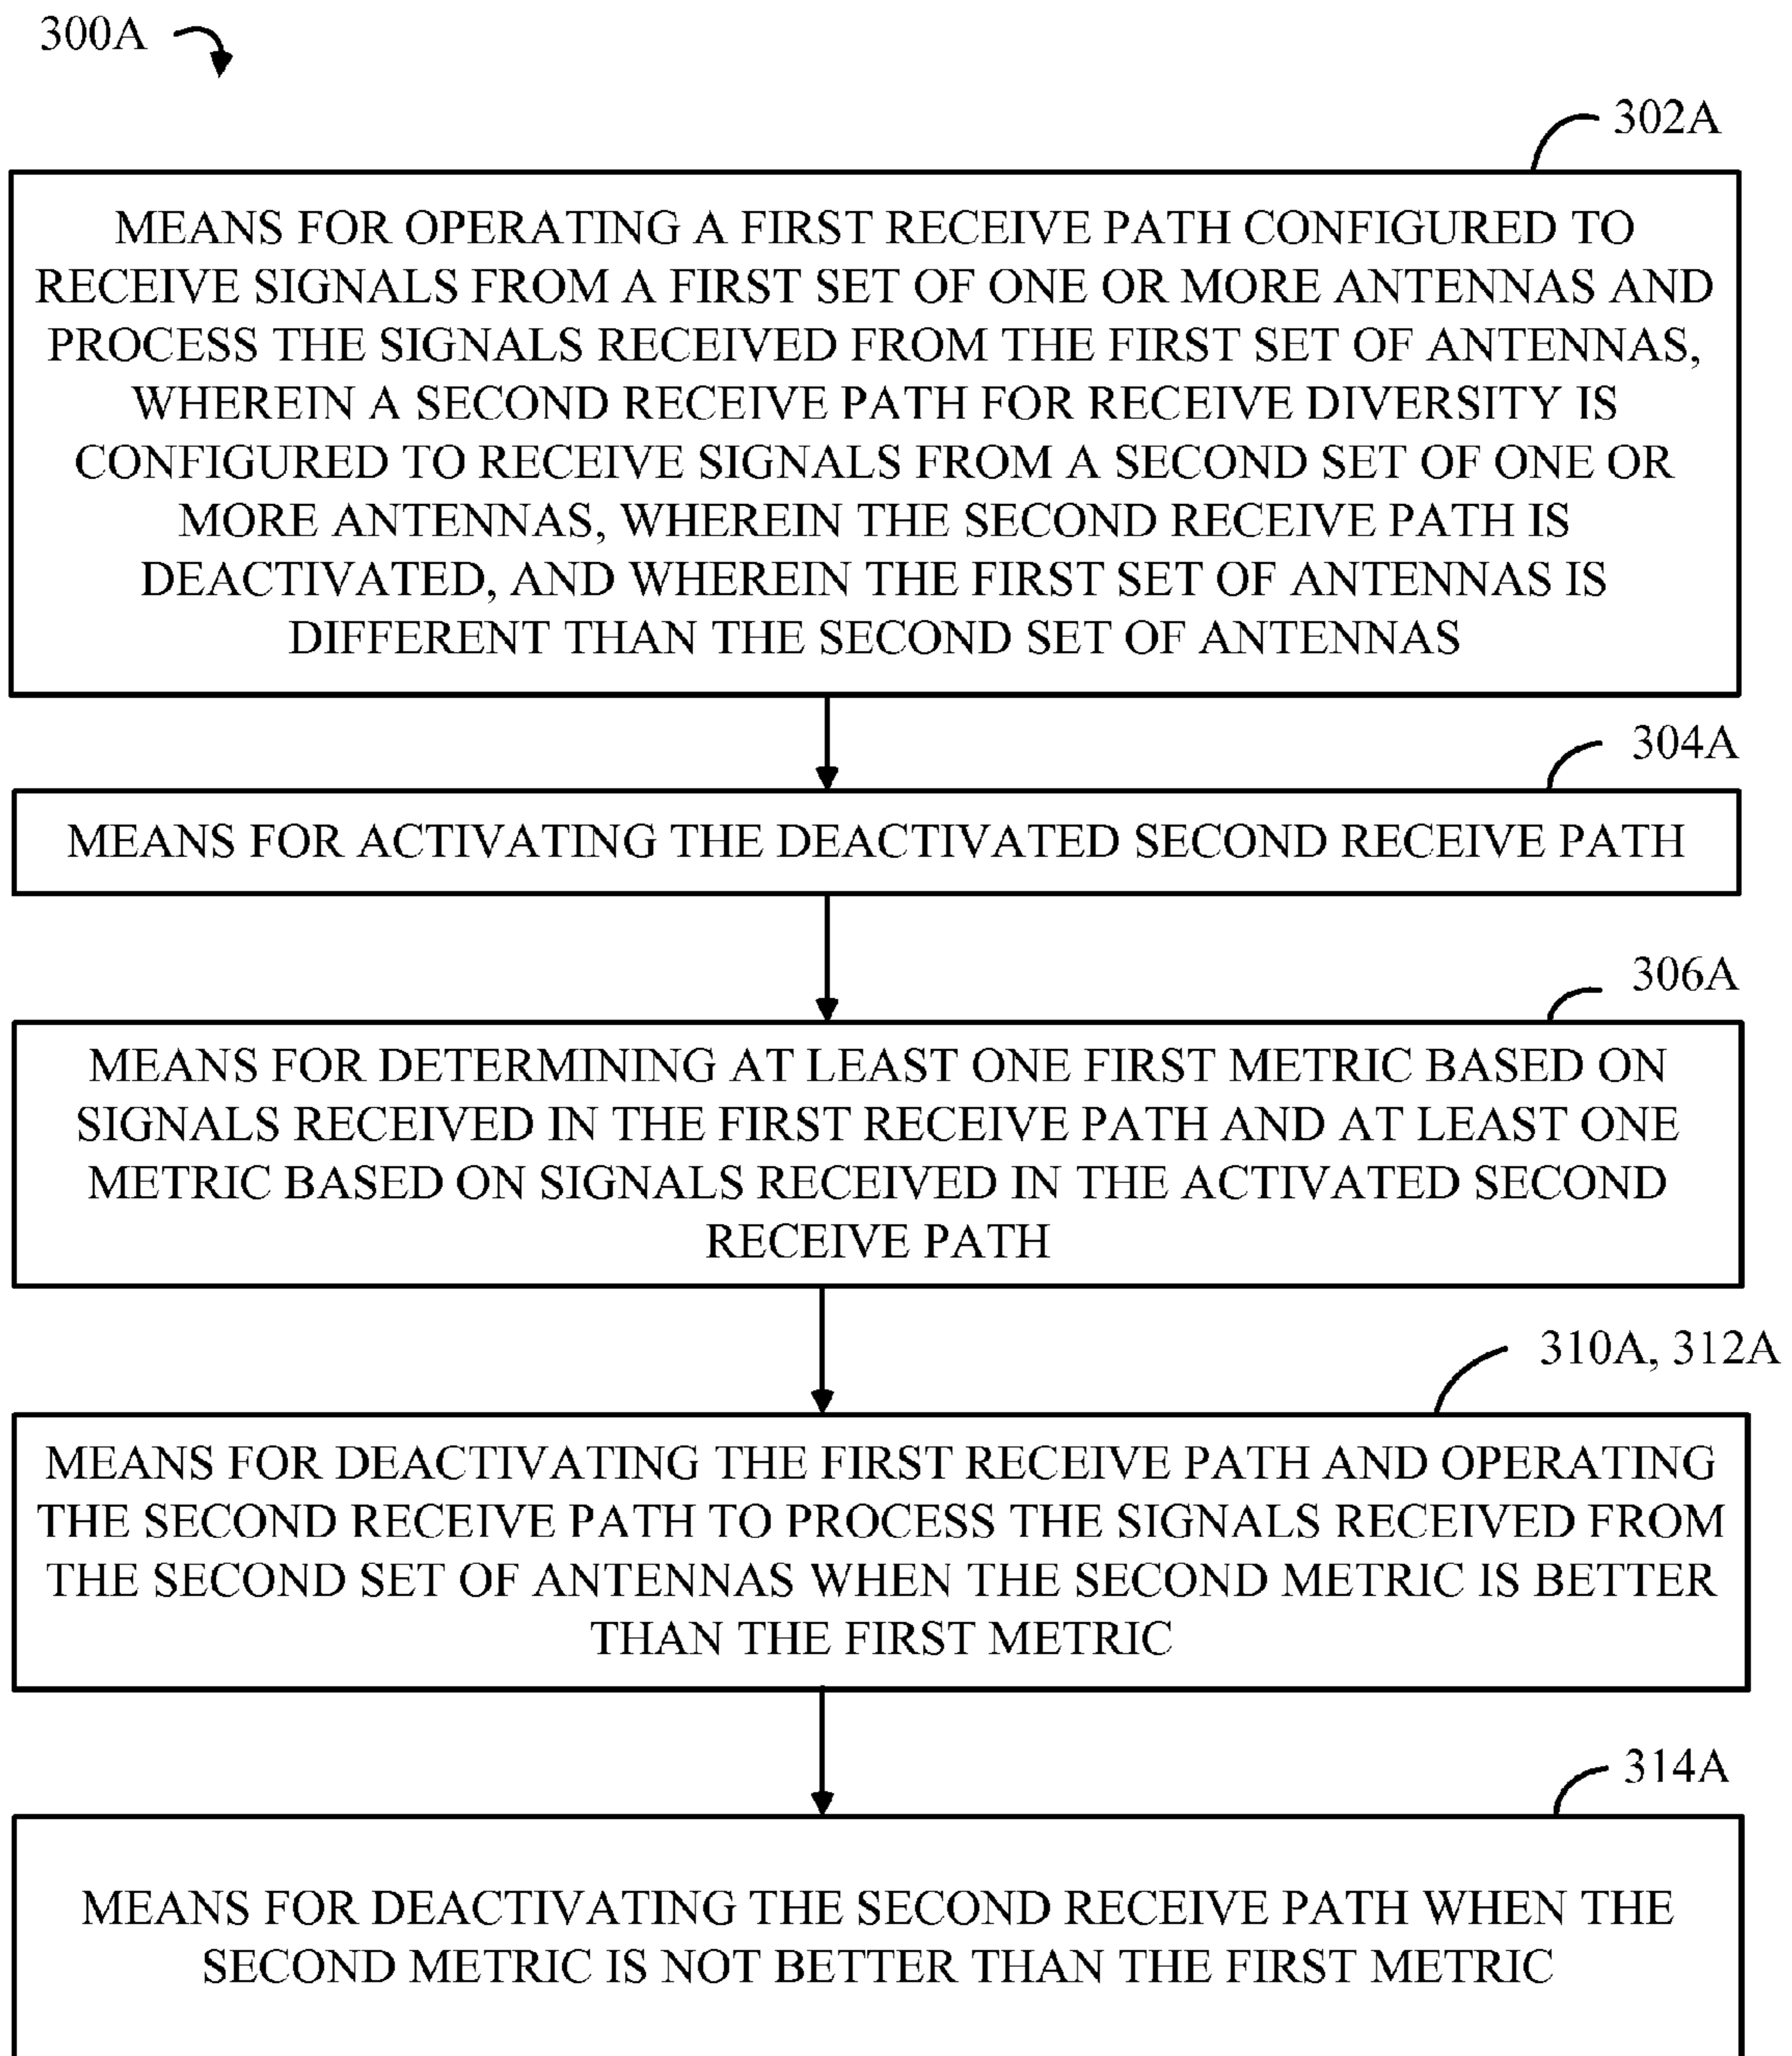 300A
302A
MEANS FOR OPERATING A FIRST RECEIVE PATH CONFIGURED TO
RECEIVE SIGNALS FROM A FIRST SET OF ONE OR MORE ANTENNAS AND
PROCESS THE SIGNALS RECEIVED FROM THE FIRST SET OF ANTENNAS,
WHEREIN A SECOND RECEIVE PATH FOR RECEIVE DIVERSITY IS
CONFIGURED TO RECEIVE SIGNALS FROM A SECOND SET OF ONE OR
MORE ANTENNAS, WHEREIN THE SECOND RECEIVE PATH IS
DEACTIVATED, AND WHEREIN THE FIRST SET OF ANTENNAS IS
DIFFERENT THAN THE SECOND SET OF ANTENNAS
304A
MEANS FOR ACTIVATING THE DEACTIVATED SECOND RECEIVE PATH
306A
MEANS FOR DETERMINING AT LEAST ONE FIRST METRIC BASED ON
SIGNALS RECEIVED IN THE FIRST RECEIVE PATH AND AT LEAST ONE
METRIC BASED ON SIGNALS RECEIVED IN THE ACTIVATED SECOND
RECEIVE PATH
310A, 312A
MEANS FOR DEACTIVATING THE FIRST RECEIVE PATH AND OPERATING
THE SECOND RECEIVE PATH TO PROCESS THE SIGNALS RECEIVED FROM
THE SECOND SET OF ANTENNAS WHEN THE SECOND METRIC IS BETTER
THAN THE FIRST METRIC
314A
MEANS FOR DEACTIVATING THE SECOND RECEIVE PATH WHEN THE
SECOND METRIC IS NOT BETTER THAN THE FIRST METRIC